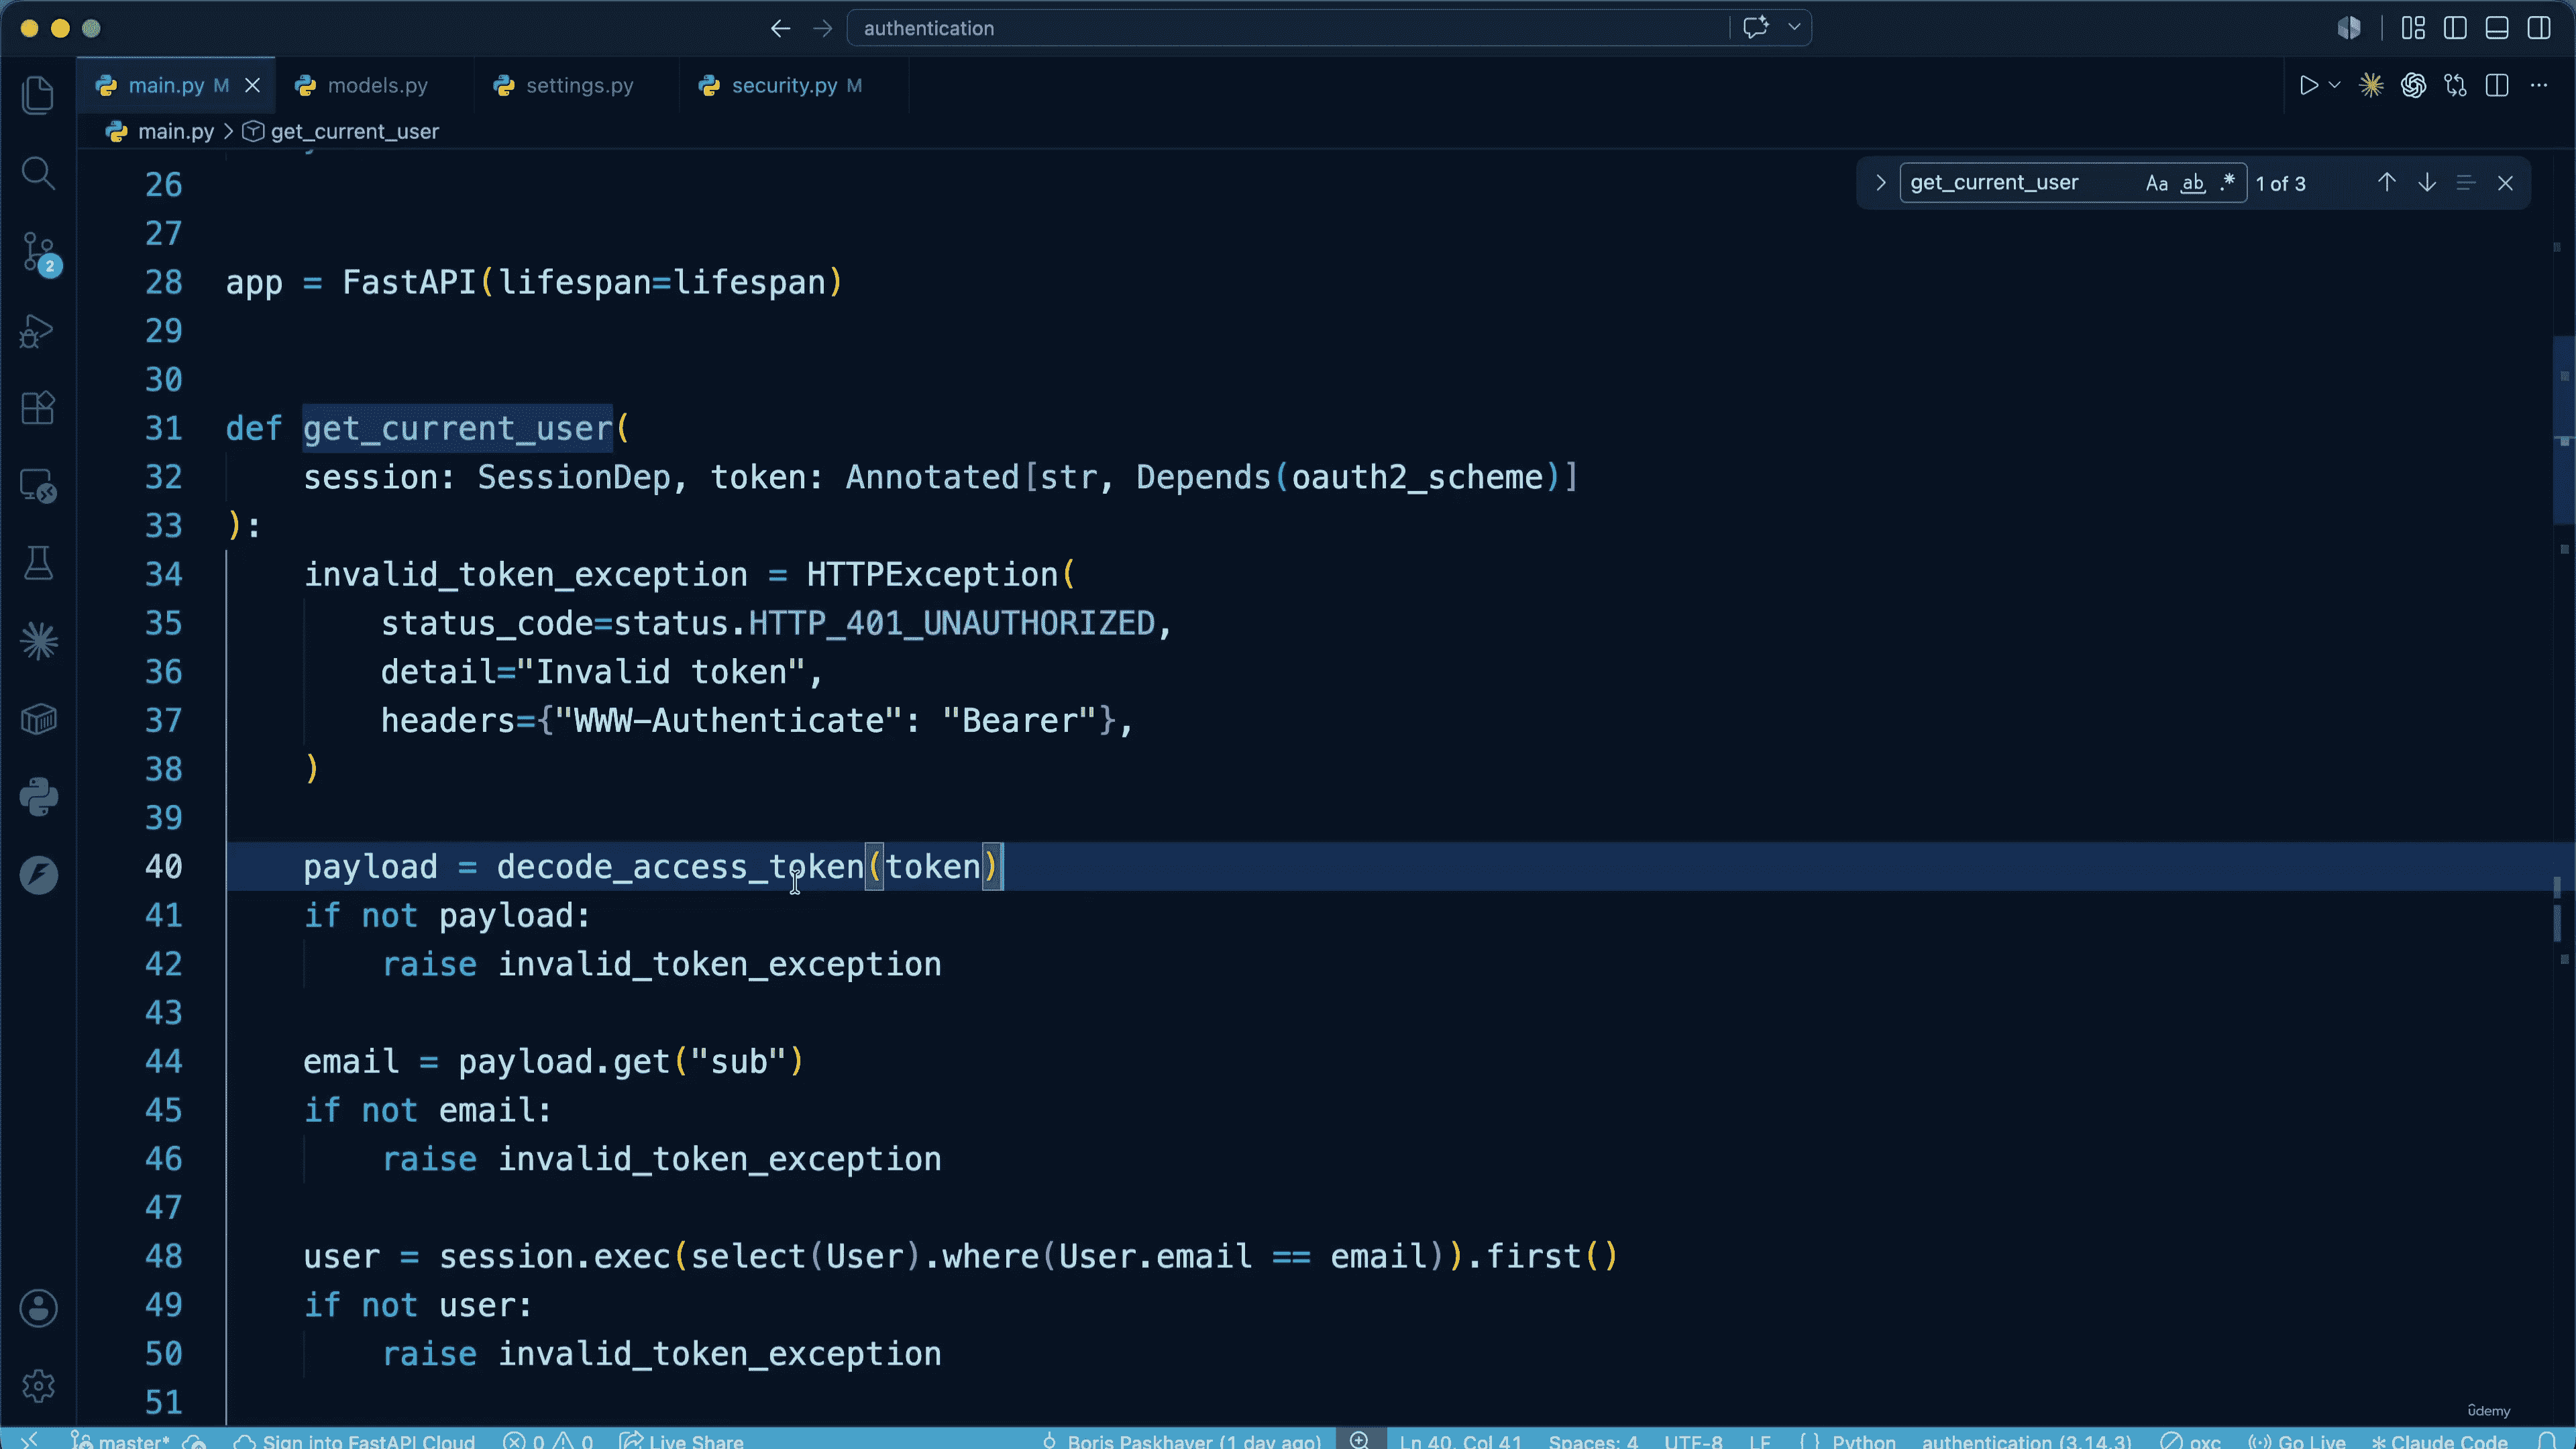 authentication
main.py M
models.py
settings.py
security.py M
main.py > get_current_user
get_current_user Aa ab .* 1 of 3
26
27
28 app = FastAPI(lifespan=lifespan)
29
30
31 def get_current_user(
32 session: SessionDep, token: Annotated[str, Depends(oauth2_scheme)]
33 ):
34 invalid_token_exception = HTTPException(
35 status_code=status.HTTP_401_UNAUTHORIZED,
36 detail="Invalid token",
37 headers={"WWW-Authenticate": "Bearer"},
38 )
39
40 payload = decode_access_token(token)
41 if not payload:
42 raise invalid_token_exception
43
44 email = payload.get("sub")
45 if not email:
46 raise invalid_token_exception
47
48 user = session.exec(select(User).where(User.email == email)).first()
49 if not user:
50 raise invalid_token_exception
51
2
ûdemy
master* Sign into FastAPI Cloud 0 0 Live Share Boris Paskhaver (1 day ago) Ln 40, Col 41 Spaces: 4 UTF-8 LF { } Python authentication (3.14.3) oxc Go Live Claude Code